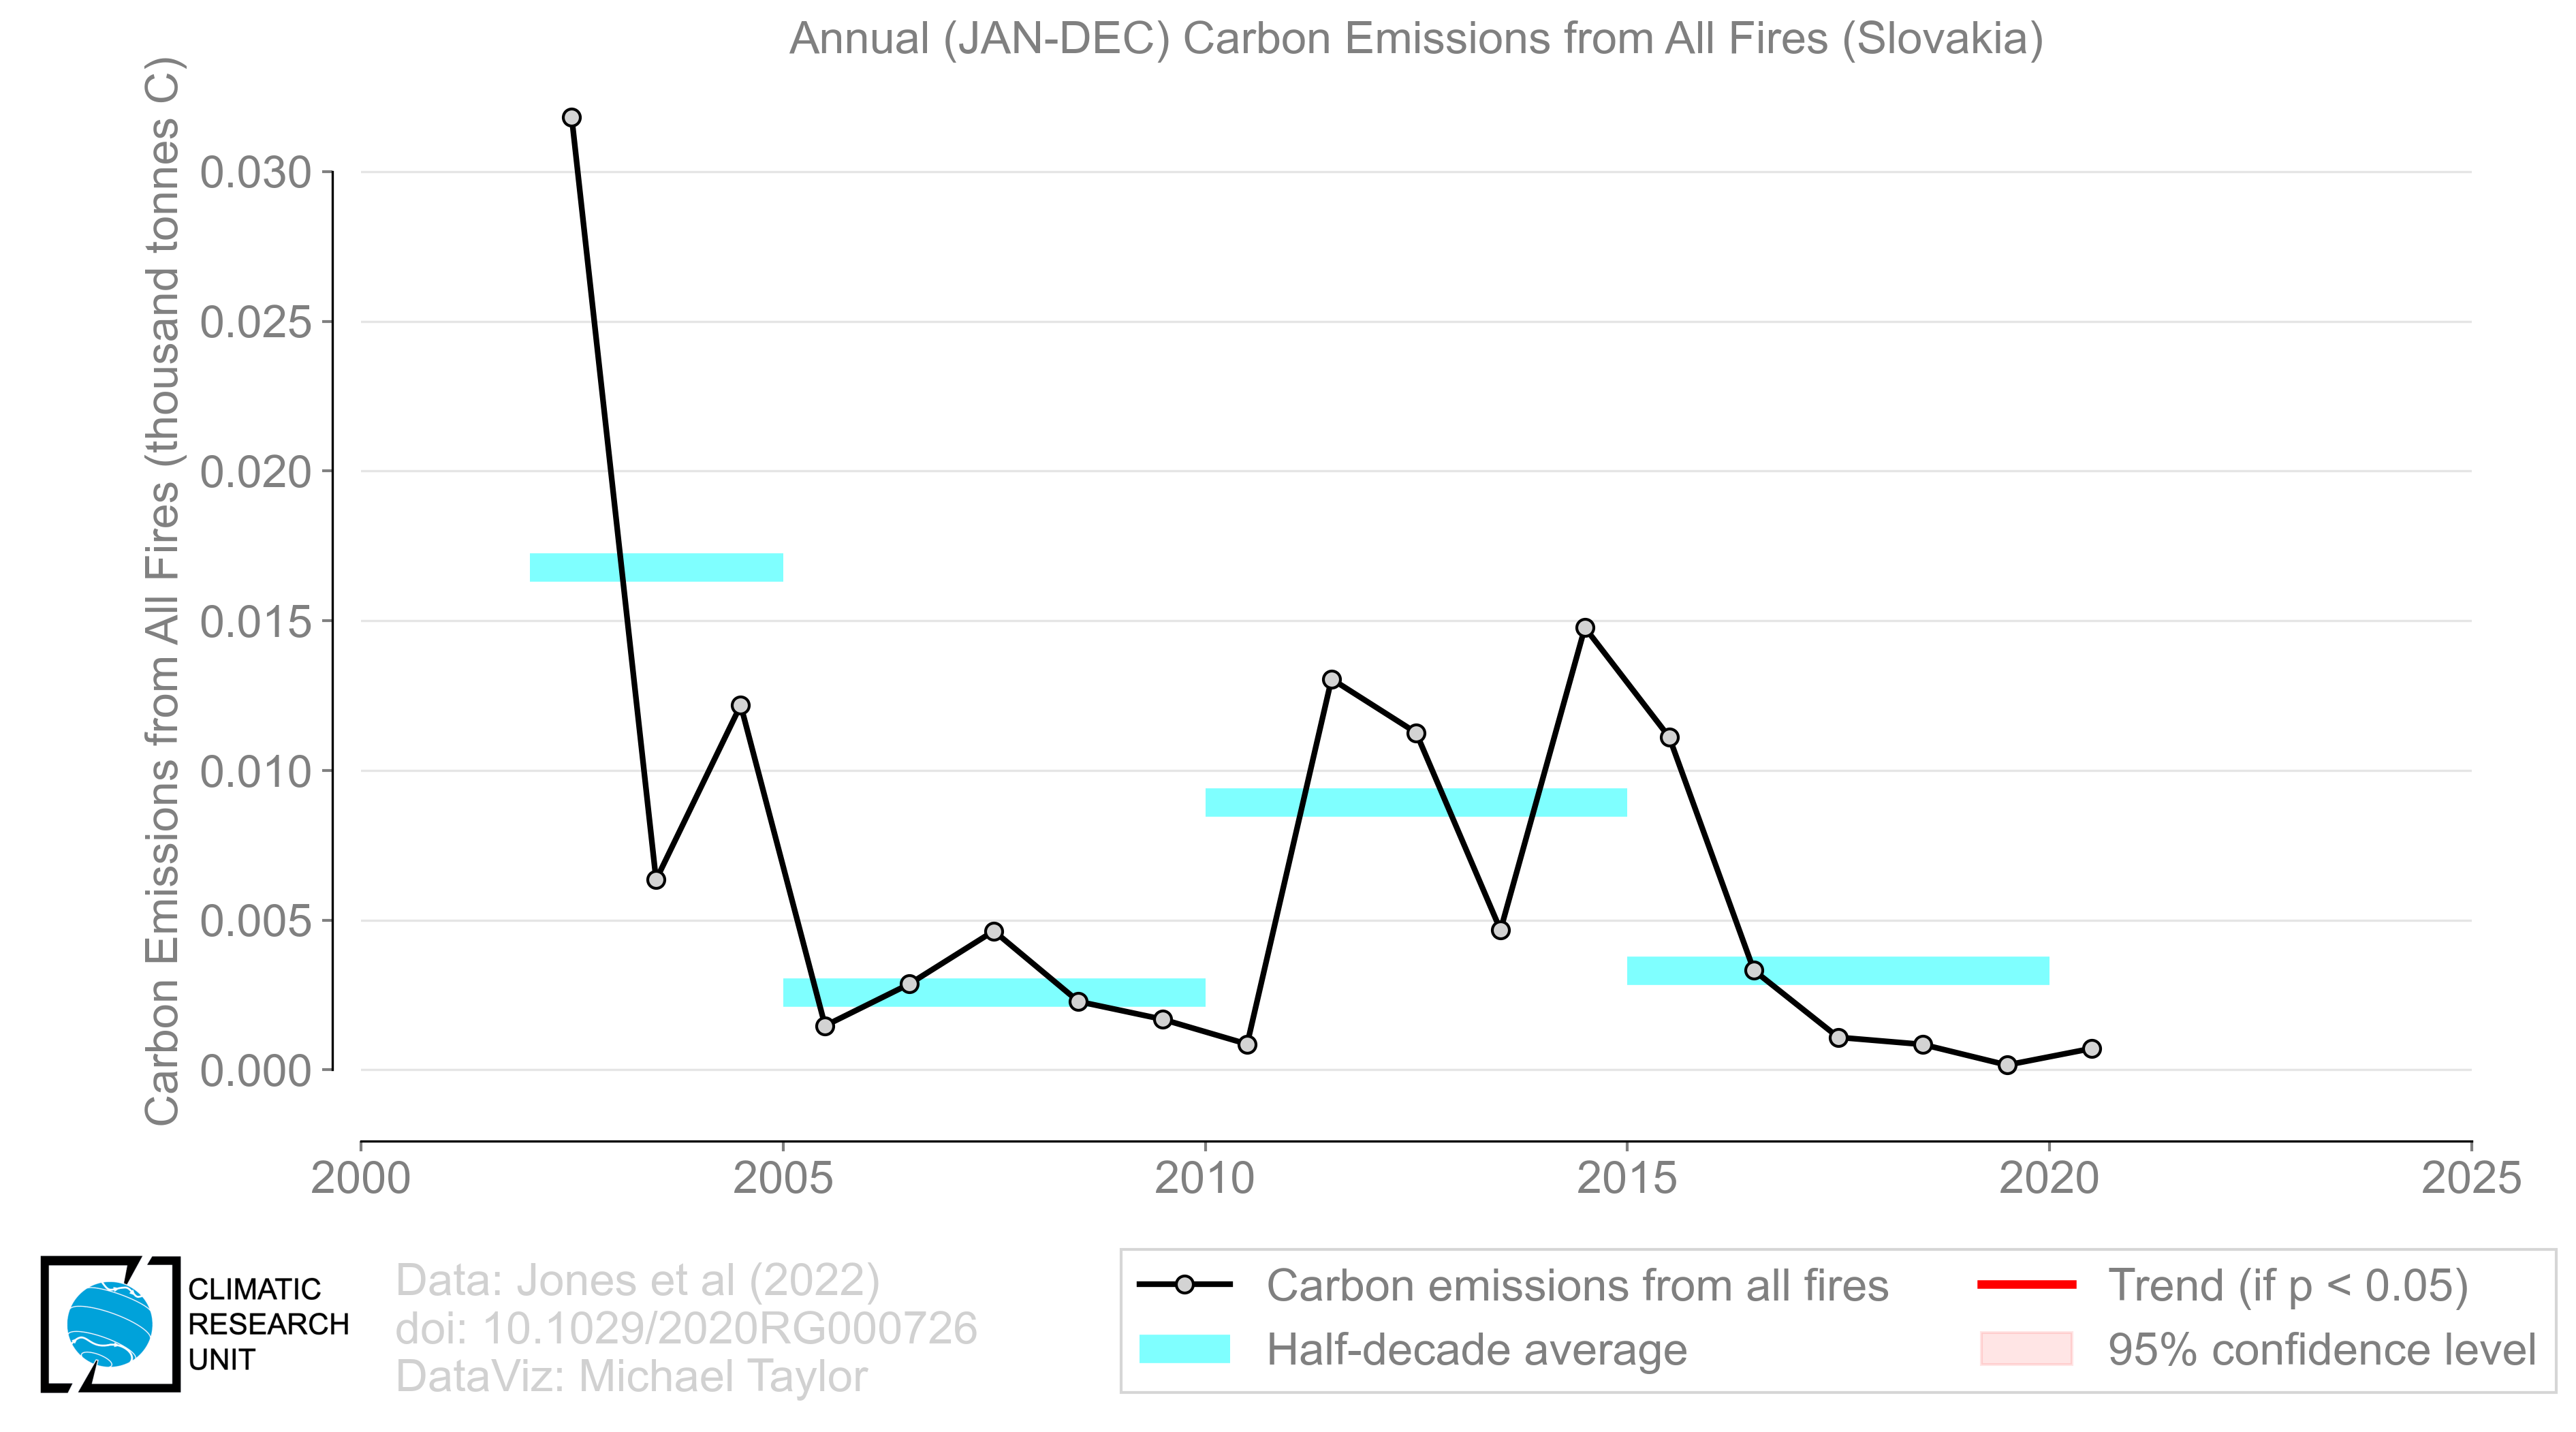 Annual (JAN-DEC) Carbon Emissions from All Fires (Slovakia)
Carbon Emissions from All Fires (thousand tonnes C)
0.030
0.025
0.020
0.015
0.010
0.005
0.000
2000 2005 2010 2015 2020 2025
CLIMATIC
RESEARCH
UNIT
Data: Jones et al (2022)
doi: 10.1029/2020RG000726
DataViz: Michael Taylor
Carbon emissions from all fires
Half-decade average
Trend (if p < 0.05)
95% confidence level